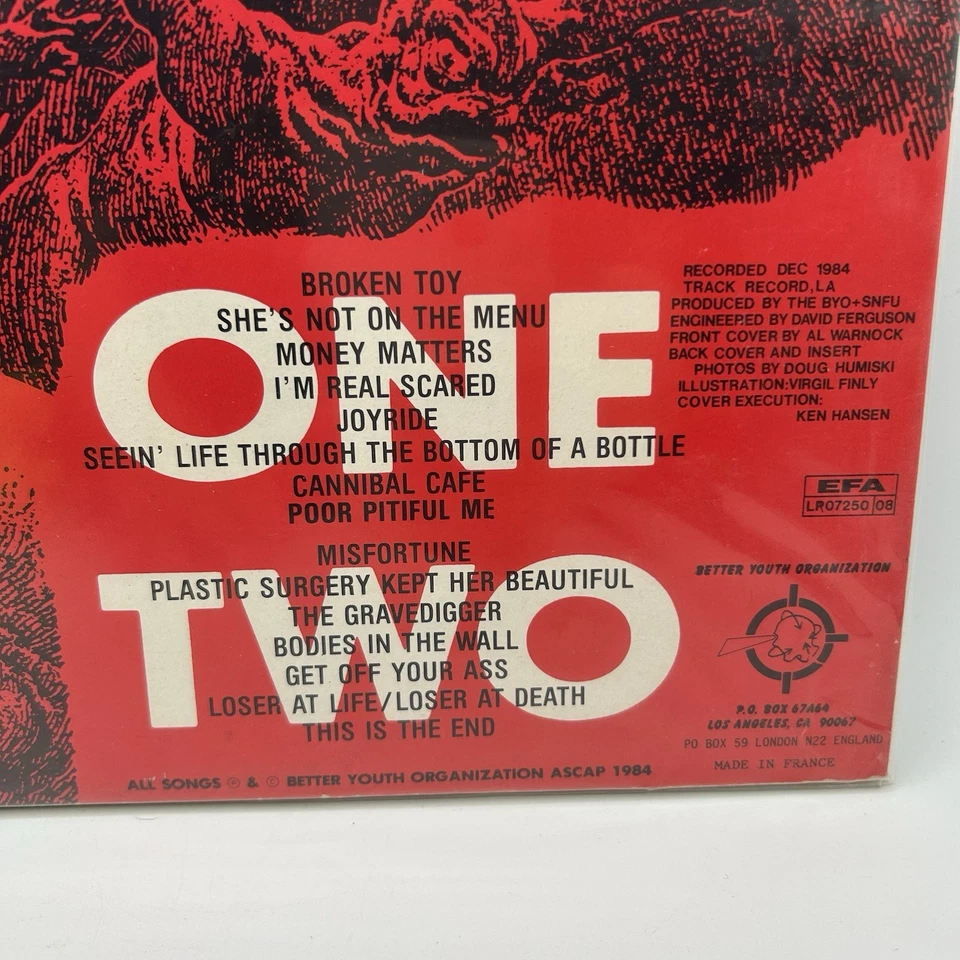 ONE
BROKEN TOY
SHE'S NOT ON THE MENU
MONEY MATTERS
I'M REAL SCARED
JOYRIDE
SEEIN' LIFE THROUGH THE BOTTOM OF A BOTTLE
CANNIBAL CAFE
POOR PITIFUL ME
TWO
MISFORTUNE
PLASTIC SURGERY KEPT HER BEAUTIFUL
THE GRAVEDIGGER
BODIES IN THE WALL
GET OFF YOUR ASS
LOSER AT LIFE/LOSER AT DEATH
THIS IS THE END
ALL SONGS ℗ & © BETTER YOUTH ORGANIZATION ASCAP 1984
RECORDED DEC 1984
TRACK RECORD, LA
PRODUCED BY THE BYO+SNFU
ENGINEERED BY DAVID FERGUSON
FRONT COVER BY AL WARNOCK
BACK COVER AND INSERT
PHOTOS BY DOUG HUMISKI
ILLUSTRATION: VIRGIL FINLY
COVER EXECUTION:
KEN HANSEN
EFA
LP07250 08
BETTER YOUTH ORGANIZATION
P.O. BOX 67A64
LOS ANGELES, CA 90067
PO BOX 59 LONDON N22 ENGLAND
MADE IN FRANCE